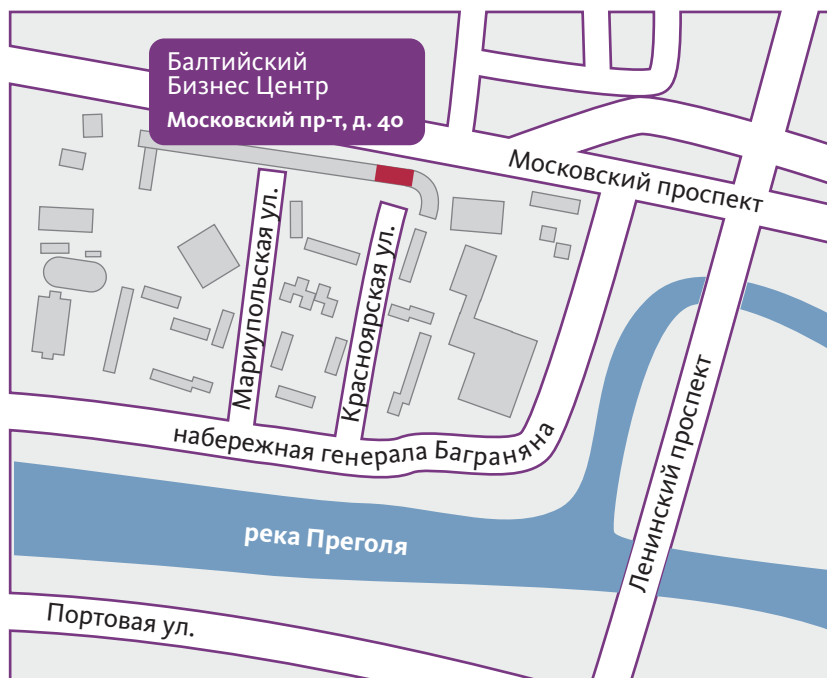 Балтийский
Бизнес Центр
Московский пр-т, д. 40
Московский проспект
Мариупольская ул.
Красноярская ул.
Ленинский проспект
набережная генерала Баграняна
река Преголя
Портовая ул.